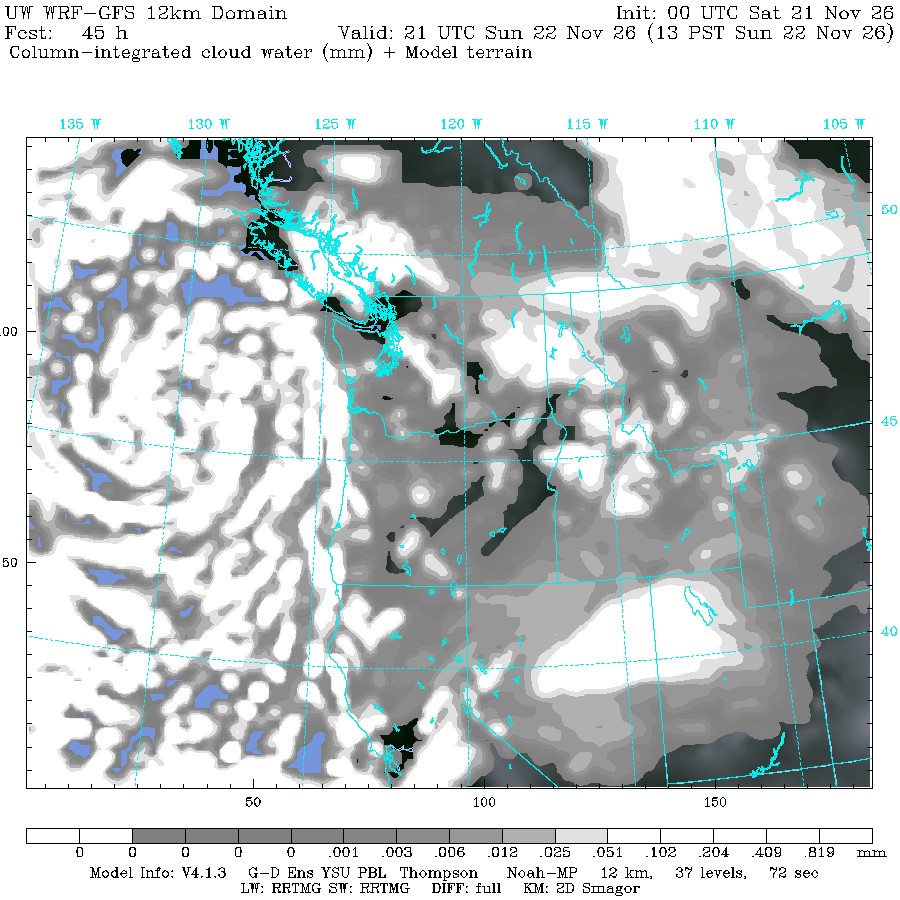 UW WRF-GFS 12km Domain Init: 00 UTC Sat 21 Nov 26
Fcst: 45 h Valid: 21 UTC Sun 22 Nov 26 (13 PST Sun 22 Nov 26)
Column-integrated cloud water (mm) + Model terrain
135 W 130 W 125 W 120 W 115 W 110 W 105 W
50
00
45
50
40
50 100 150
0 0 0 0 .001 .003 .006 .012 .025 .051 .102 .204 .409 .819 mm
Model Info: V4.1.3 G-D Ens YSU PBL Thompson Noah-MP 12 km, 37 levels, 72 sec
LW: RRTMG SW: RRTMG DIFF: full KM: 2D Smagor